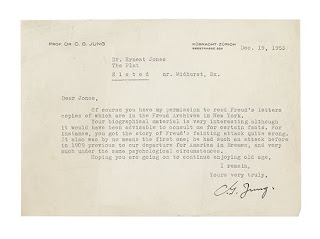 PROF. DR. C. G. JUNG
KÜSNACHT-ZÜRICH
SEESTRASSE 228
Dec. 19, 1953
Dr. Ernest Jones
The Plat
Elsted nr. Midhurst, Sx.
Dear Jones,
Of course you have my permission to read Freud's letters
copies of which are in the Freud Archives in New York.
Your biographical material is very interesting although
it would have been advisable to consult me for certain facts. For
instance, you got the story of Freud's fainting attack quite wrong.
It also was by no means the first one; he had such an attack before
in 1909 previous to our departure for America in Bremen, and very
much under the same psychological circumstances.
Hoping you are going on to continue enjoying old age,
I remain,
Yours very truly,
C.G. Jung.